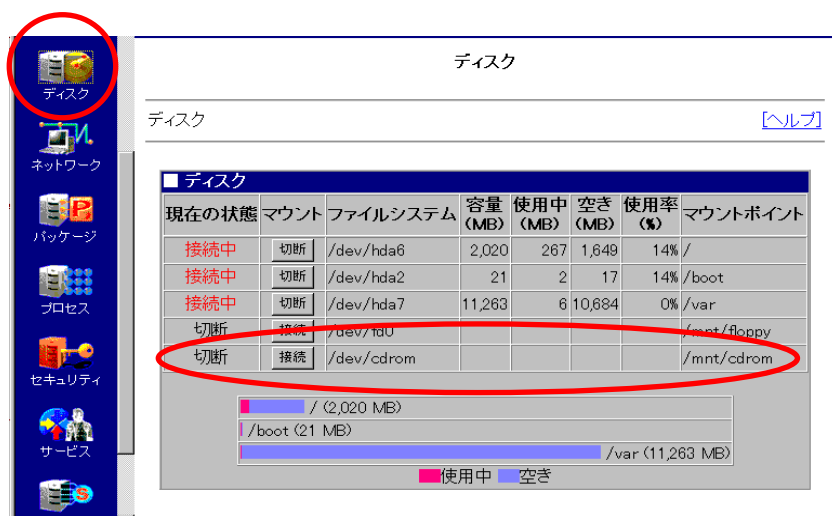 ディスク
ディスク
[ヘルプ]
ディスク
ネットワーク
パッケージ
プロセス
セキュリティ
サービス
■ ディスク
現在の状態 マウント ファイルシステム 容量(MB) 使用中(MB) 空き(MB) 使用率(%) マウントポイント
接続中 切断 /dev/hda6 2,020 267 1,649 14% /
接続中 切断 /dev/hda2 21 2 17 14% /boot
接続中 切断 /dev/hda7 11,263 6 10,684 0% /var
切断 接続 /dev/fd0 /mnt/floppy
切断 接続 /dev/cdrom /mnt/cdrom
/ (2,020 MB)
/boot (21 MB)
/var (11,263 MB)
使用中 空き